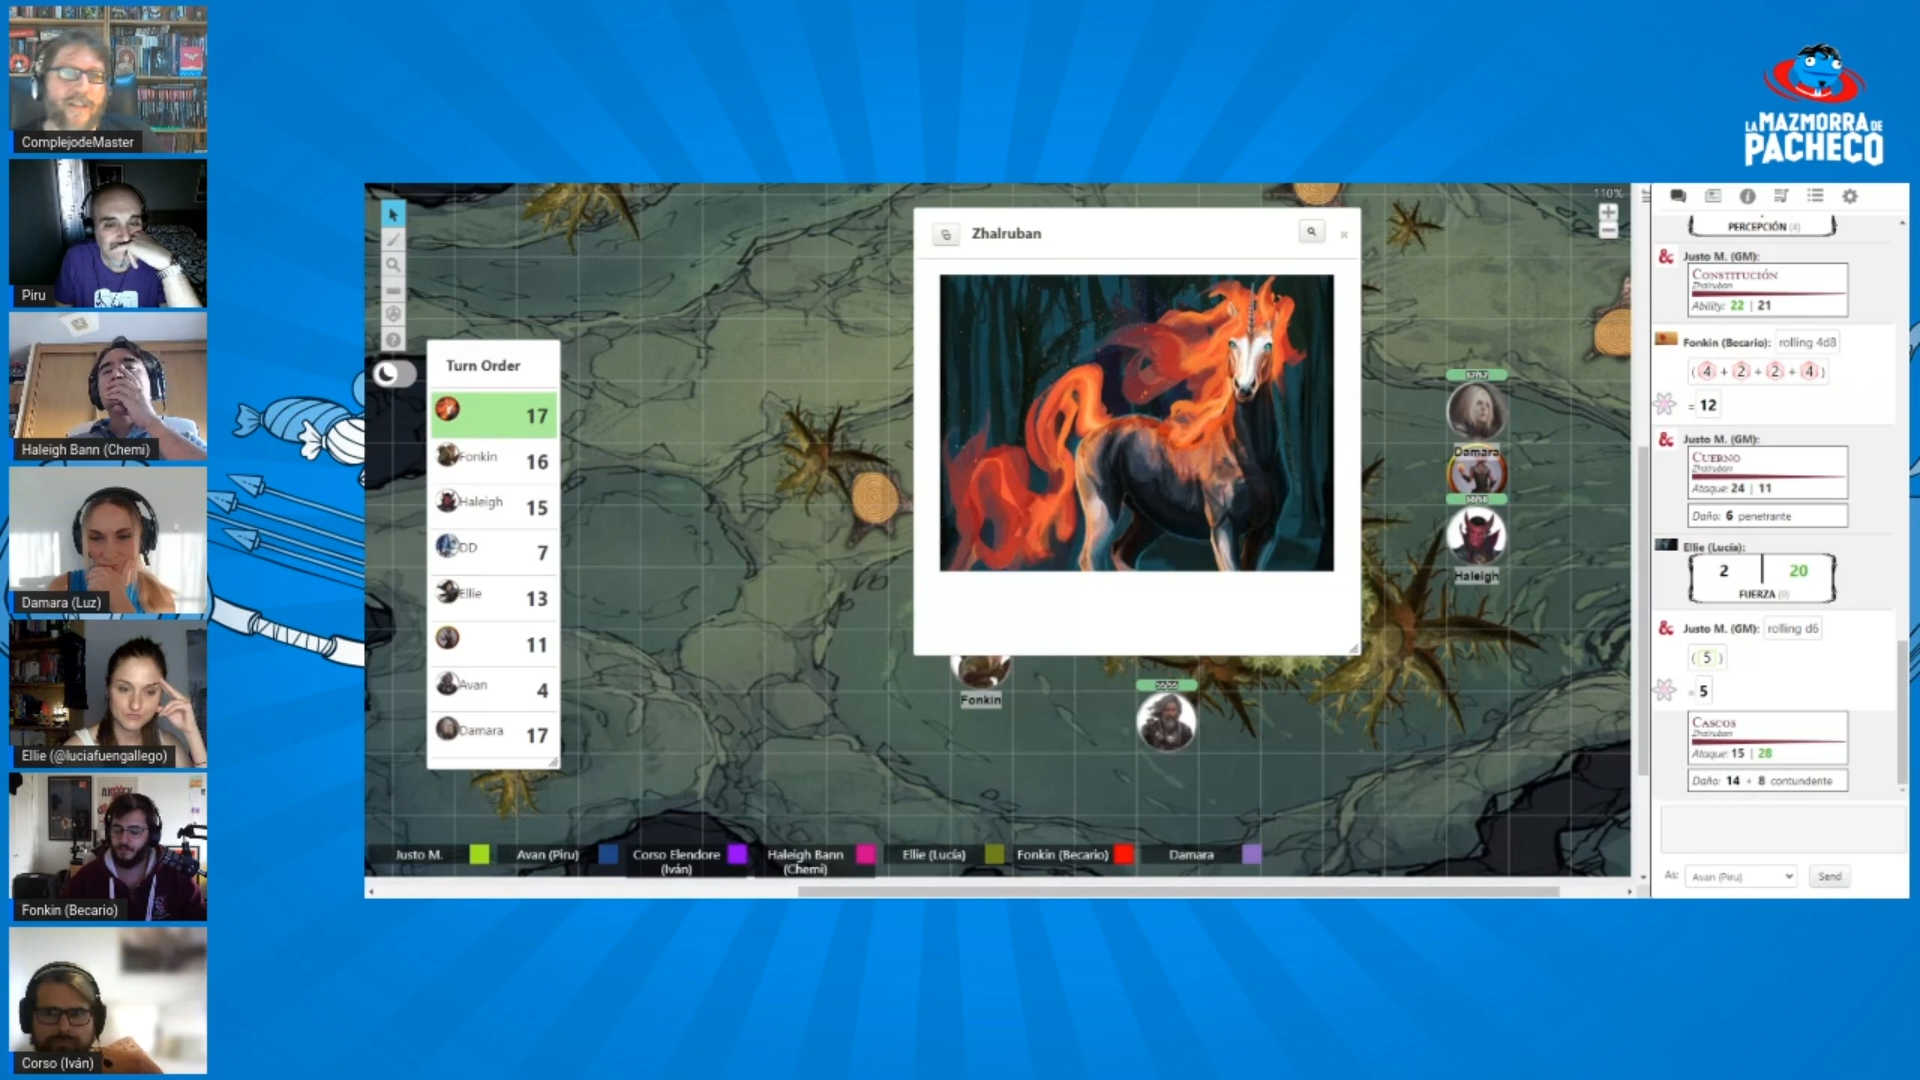 ComplejodeMaster
Piru
Haleigh Bann (Chemi)
Damara (Luz)
Ellie (@luciafuengallego)
Fonkin (Becario)
Corso (Iván)
LA MAZMORRA DE
PACHECO
110%
Turn Order
17
Fonkin 16
Haleigh 15
DD 7
Ellie 13
11
Avan 4
Damara 17
Zhalruban
Damara
Haleigh
Fonkin
Justo M.
Avan (Piru)
Corso Elendore
(Iván)
Haleigh Bann
(Chemi)
Ellie (Lucía)
Fonkin (Becario)
Damara
PERCEPCIÓN (4)
Justo M. (GM):
CONSTITUCIÓN
Zhalruban
Ability: 22 | 21
Fonkin (Becario): rolling 4d8
(4 + 2 + 2 + 4)
= 12
Justo M. (GM):
CUERNO
Zhalruban
Ataque: 24 | 11
Daño: 6 penetrante
Ellie (Lucía):
2 20
FUERZA (0)
Justo M. (GM): rolling d6
(5)
= 5
CASCOS
Zhalruban
Ataque: 15 | 28
Daño: 14 + 8 contundente
As: Avan (Piru) Send